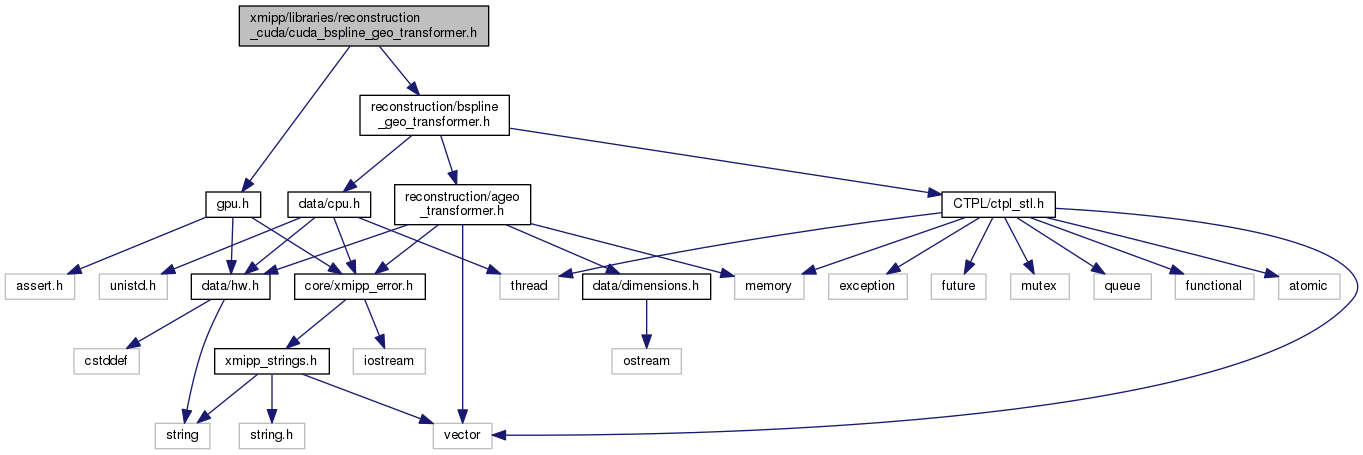 xmipp/libraries/reconstruction
_cuda/cuda_bspline_geo_transformer.h
reconstruction/bspline
_geo_transformer.h
gpu.h
data/cpu.h
reconstruction/ageo
_transformer.h
CTPL/ctpl_stl.h
assert.h
unistd.h
data/hw.h
core/xmipp_error.h
thread
data/dimensions.h
memory
exception
future
mutex
queue
functional
atomic
cstddef
xmipp_strings.h
iostream
ostream
string
string.h
vector